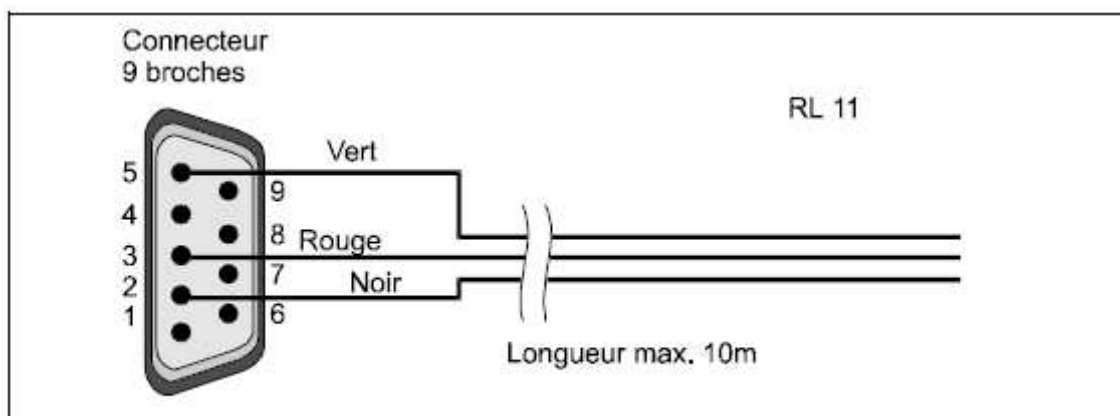 Connecteur
9 broches
RL 11
Vert
5
9
4
8
Rouge
3
7
2
Noir
1
6
Longueur max. 10m